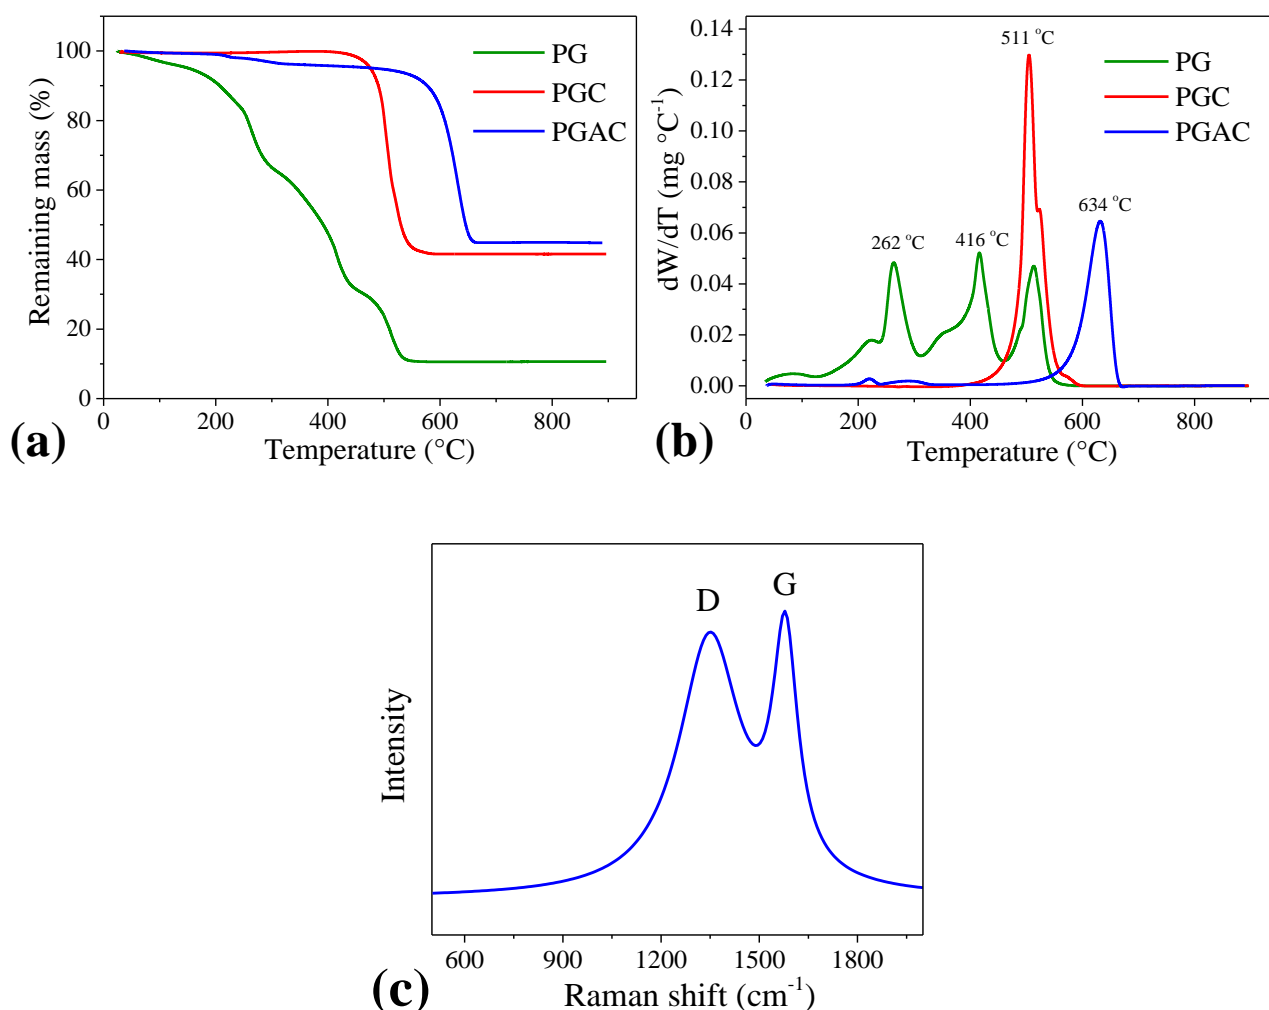 100
80
60
40
20
0
Remaining mass (%)
PG
PGC
PGAC
0 200 400 600 800
Temperature (°C)
(a)
0.14
0.12
0.10
0.08
0.06
0.04
0.02
0.00
dW/dT (mg °C⁻¹)
511 °C
PG
PGC
PGAC
634 °C
262 °C
416 °C
0 200 400 600 800
Temperature (°C)
(b)
D G
Intensity
600 900 1200 1500 1800
Raman shift (cm⁻¹)
(c)